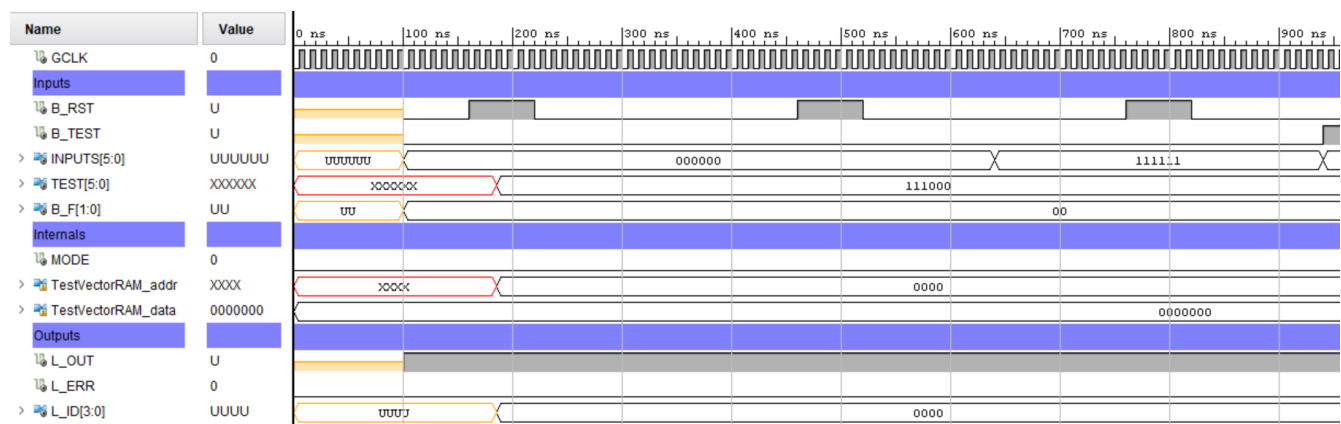 Name Value 0 ns 100 ns 200 ns 300 ns 400 ns 500 ns 600 ns 700 ns 800 ns 900 ns
GCLK 0
Inputs
B_RST U
B_TEST U
INPUTS[5:0] UUUUUU UUUUUU 000000 111111
TEST[5:0] XXXXXX XXXXXX 111000
B_F[1:0] UU UU 00
Internals
MODE 0
TestVectorRAM_addr XXXX XXXX 0000
TestVectorRAM_data 0000000 0000000
Outputs
L_OUT U
L_ERR 0
L_ID[3:0] UUUU UUUU 0000